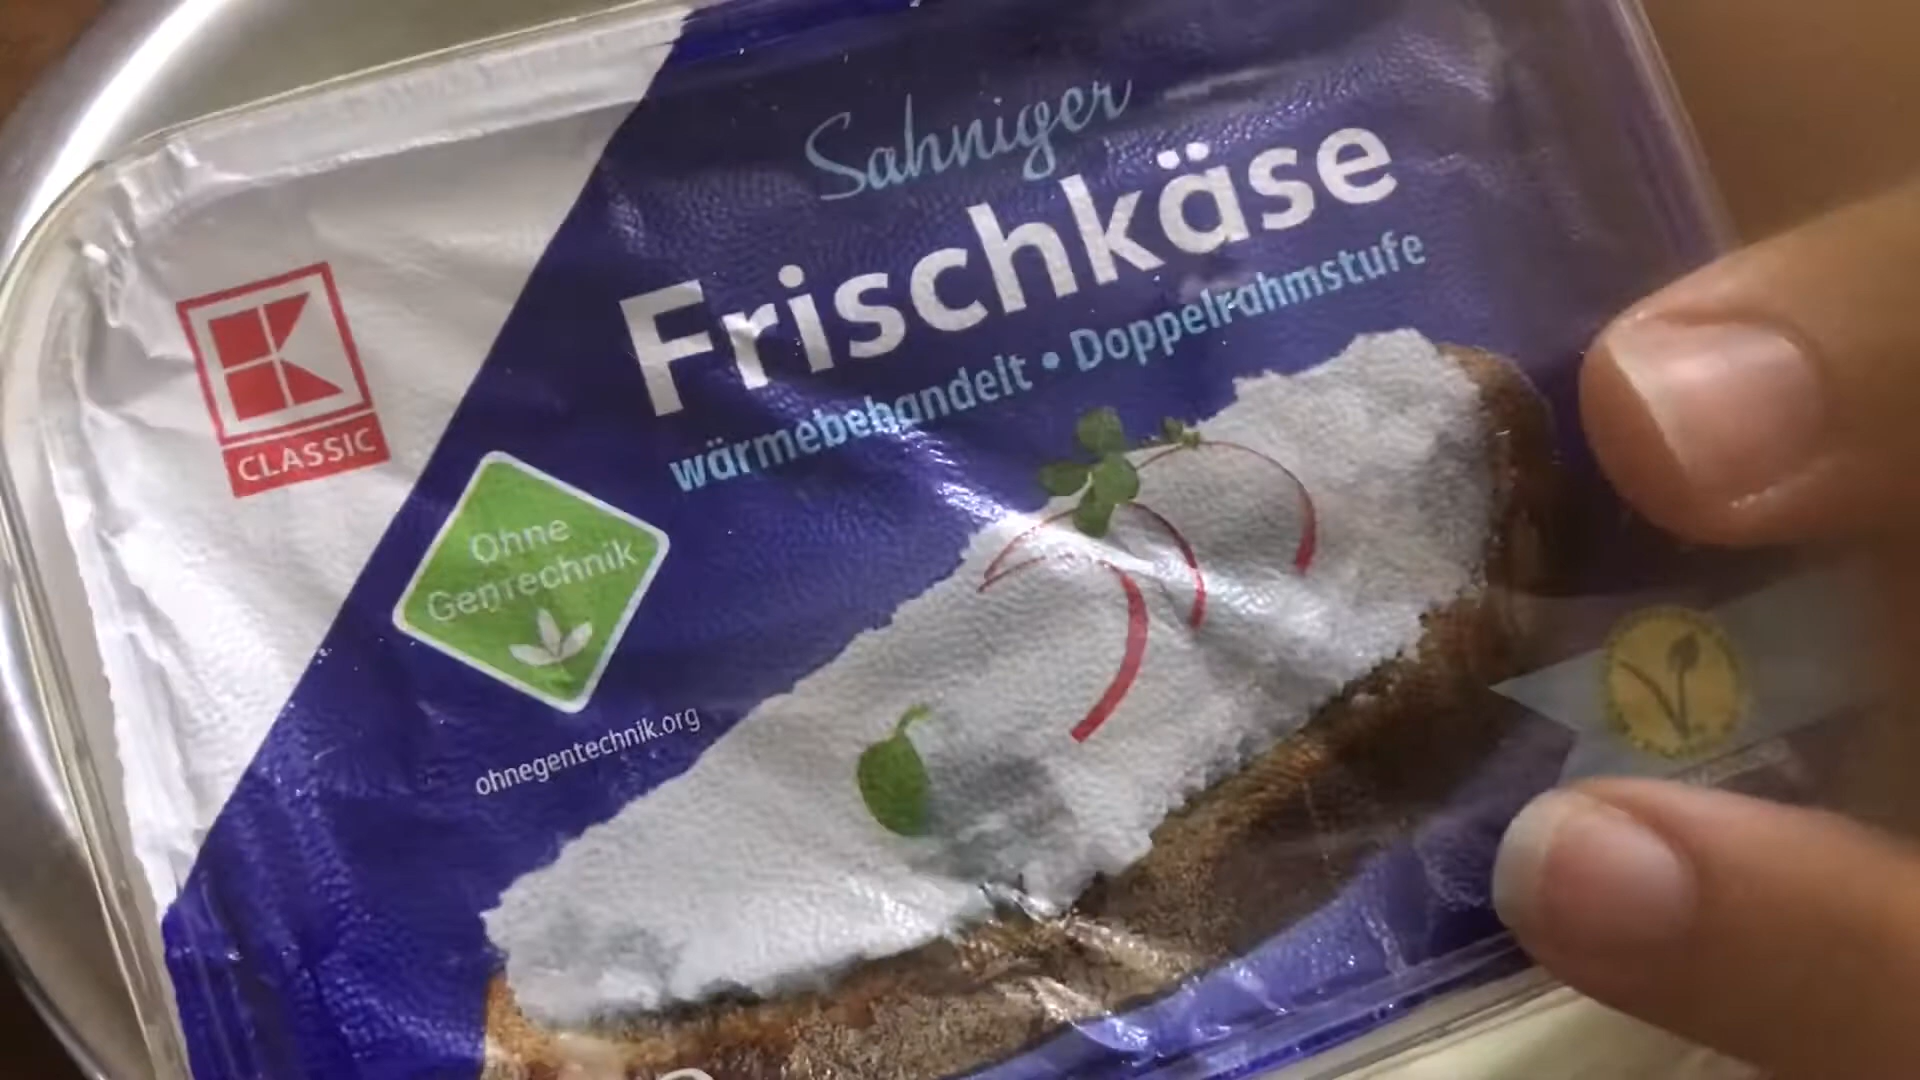 Sahniger
Frischkäse
wärmebehandelt • Doppelrahmstufe
K
CLASSIC
Ohne
Gentechnik
ohnegentechnik.org